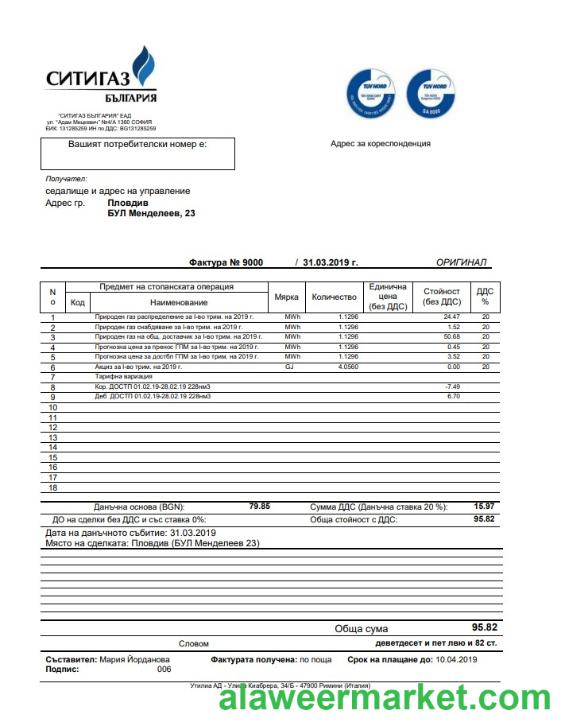 СИТИГАЗ
БЪЛГАРИЯ
"СИТИГАЗ БЪЛГАРИЯ" ЕАД
ул. "Адам Мицкевич" №4/А 1360 СОФИЯ
ЕИК: 131285259 ИН по ДДС: BG131285259
TUV NORD
TUV NORD
SA 8000
Вашият потребителски номер е:
Адрес за кореспонденция
Получател:
седалище и адрес на управление
Адрес гр. Пловдив
БУЛ Менделеев, 23
Фактура № 9000 / 31.03.2019 г. ОРИГИНАЛ
No Предмет на стопанската операция Мярка Количество Единична цена (без ДДС) Стойност (без ДДС) ДДС %
Код Наименование
1 Природен газ разпределение за I-во трим. на 2019 г. MWh 1.1296 24.47 20
2 Природен газ снабдяване за I-во трим. на 2019 г. MWh 1.1296 1.52 20
3 Природен газ на общ. доставчик за I-во трим. на 2019 г. MWh 1.1296 50.68 20
4 Прогнозна цена за пренос ГПМ за I-во трим. на 2019 г. MWh 1.1296 0.45 20
5 Прогнозна цена за достбп ГПМ за I-во трим. на 2019 г. MWh 1.1296 3.52 20
6 Акциз за I-во трим. на 2019 г. GJ 4.0560 0.00 20
7 Тарифна вариация
8 Кор. ДОСТП 01.02.19-28.02.19 228нм3 -7.49
9 Деб. ДОСТП 01.02.19-28.02.19 228нм3 6.70
10
11
12
13
14
15
16
17
18
Данъчна основа (BGN): 79.85 Сумма ДДС (Данъчна ставка 20 %): 15.97
ДО на сделки без ДДС и със ставка 0%: Обща стойност с ДДС: 95.82
Дата на данъчното събитие: 31.03.2019
Място на сделката: Пловдив (БУЛ Менделеев 23)
Обща сума 95.82
Словом деветдесет и пет лвю и 82 ст.
Съставител: Мария Йорданова Фактурата получена: по поща Срок на плащане до: 10.04.2019
Подпис: 006
Утилиа АД - Улица Киабрера, 34/Б - 47900 Римини (Италия)
alaweermarket.com